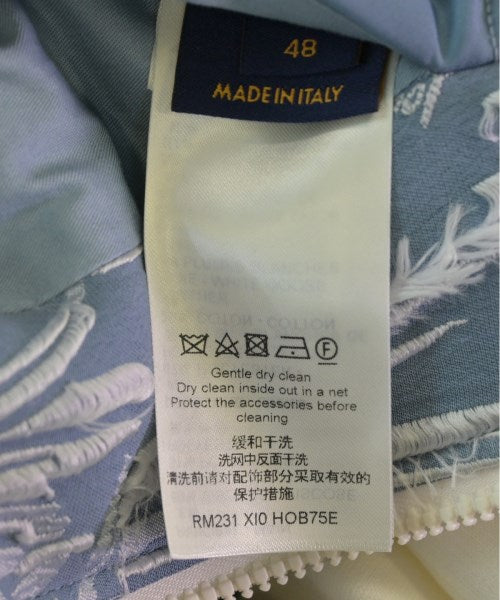 48
MADE IN ITALY
Gentle dry clean
Dry clean inside out in a net
Protect the accessories before
cleaning
缓和干洗
洗网中反面干洗
清洗前请对配饰部分采取有效的
保护措施
RM231 XI0 HOB75E